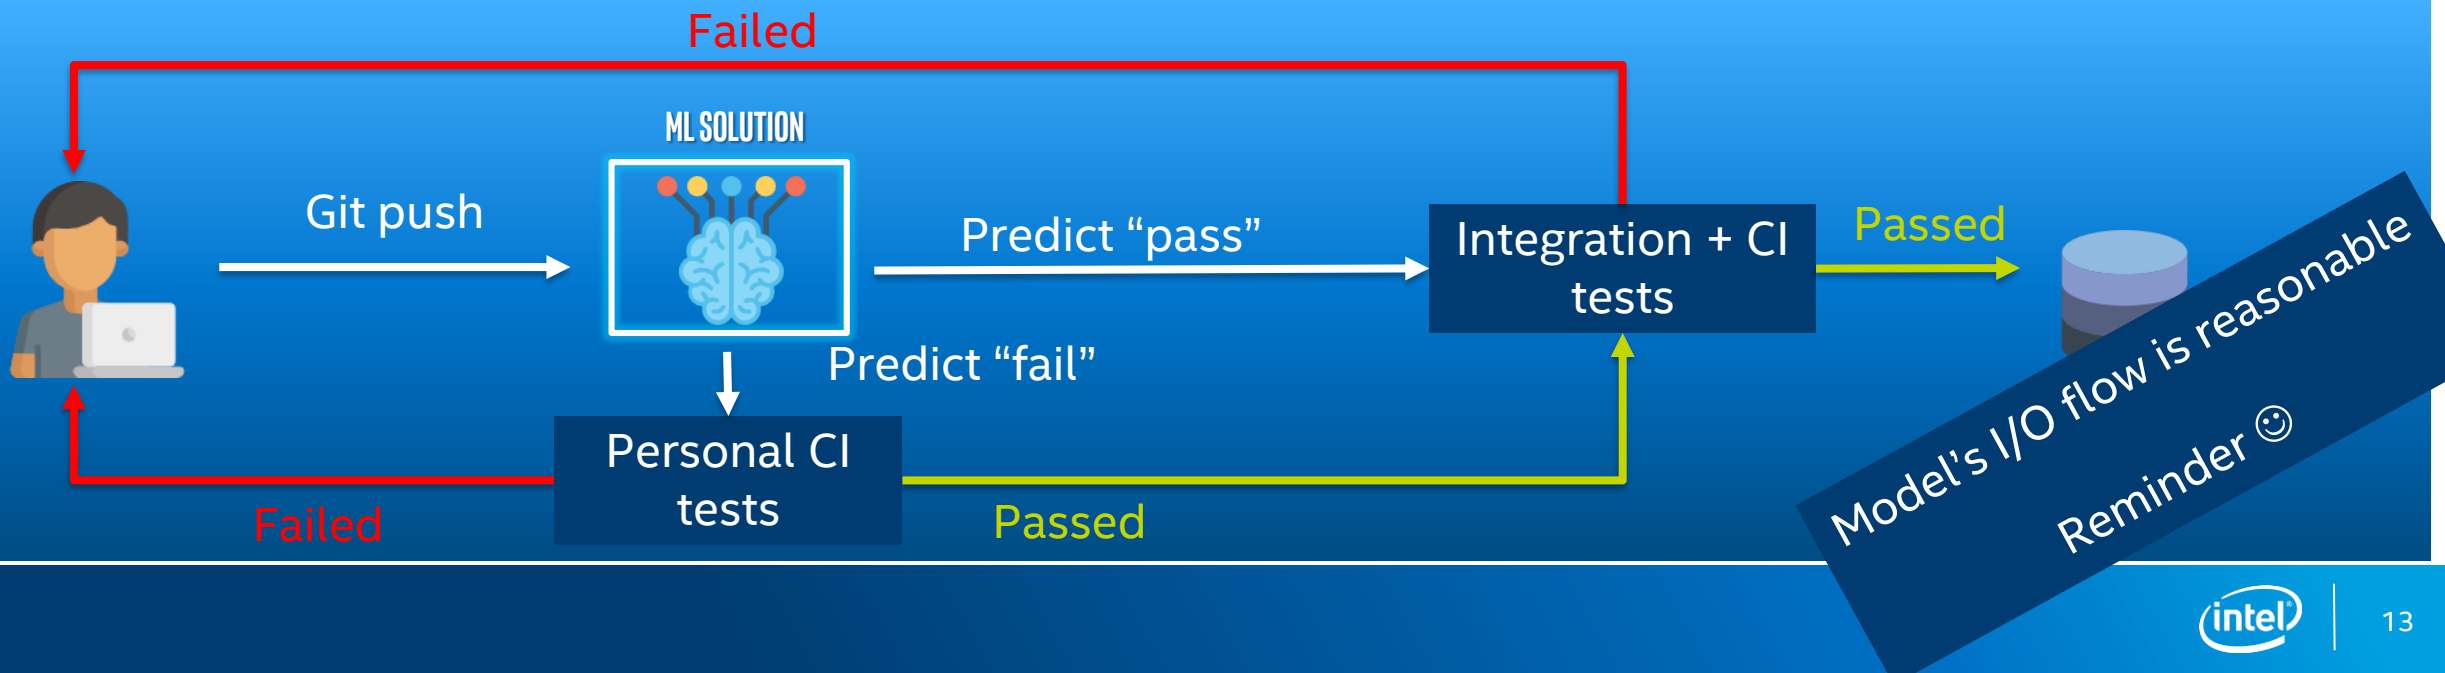 Failed
ML SOLUTION
Git push
Predict “pass”
Integration + CI
tests
Passed
Predict “fail”
Personal CI
tests
Failed
Passed
Model’s I/O flow is reasonable
Reminder ☺
intel®
13